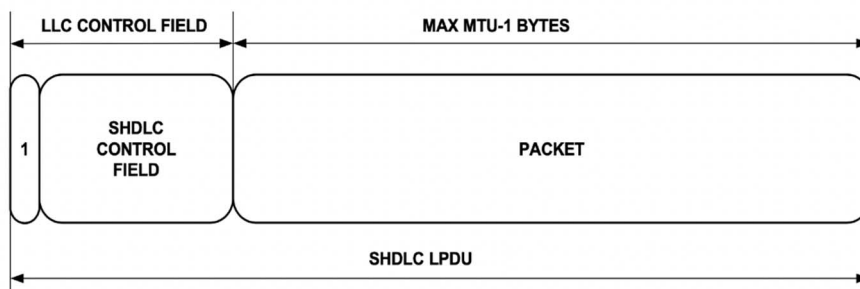 LLC CONTROL FIELD
MAX MTU-1 BYTES
1
SHDLC
CONTROL
FIELD
PACKET
SHDLC LPDU